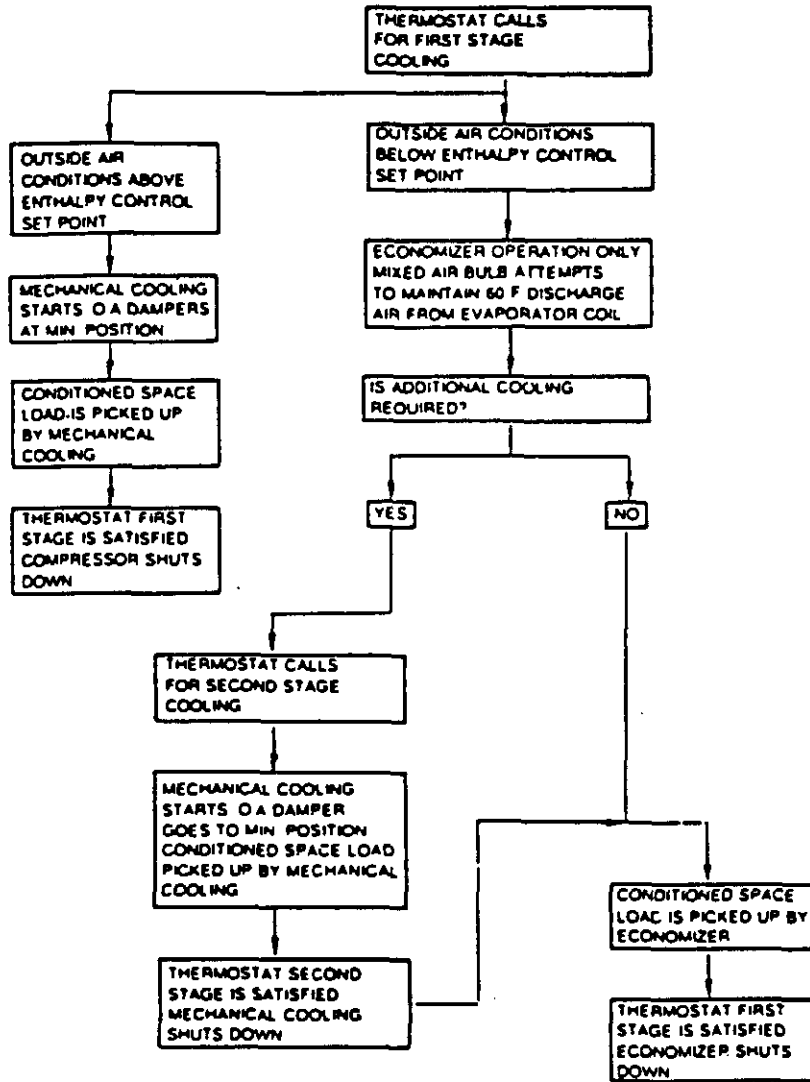 THERMOSTAT CALLS
FOR FIRST STAGE
COOLING
OUTSIDE AIR
CONDITIONS ABOVE
ENTHALPY CONTROL
SET POINT
OUTSIDE AIR CONDITIONS
BELOW ENTHALPY CONTROL
SET POINT
MECHANICAL COOLING
STARTS O A DAMPERS
AT MIN POSITION
ECONOMIZER OPERATION ONLY
MIXED AIR BULB ATTEMPTS
TO MAINTAIN 60 F DISCHARGE
AIR FROM EVAPORATOR COIL
CONDITIONED SPACE
LOAD IS PICKED UP
BY MECHANICAL
COOLING
IS ADDITIONAL COOLING
REQUIRED?
THERMOSTAT FIRST
STAGE IS SATISFIED
COMPRESSOR SHUTS
DOWN
YES
NO
THERMOSTAT CALLS
FOR SECOND STAGE
COOLING
MECHANICAL COOLING
STARTS O A DAMPER
GOES TO MIN POSITION
CONDITIONED SPACE LOAD
PICKED UP BY MECHANICAL
COOLING
THERMOSTAT SECOND
STAGE IS SATISFIED
MECHANICAL COOLING
SHUTS DOWN
CONDITIONED SPACE
LOAD IS PICKED UP BY
ECONOMIZER
THERMOSTAT FIRST
STAGE IS SATISFIED
ECONOMIZER SHUTS
DOWN